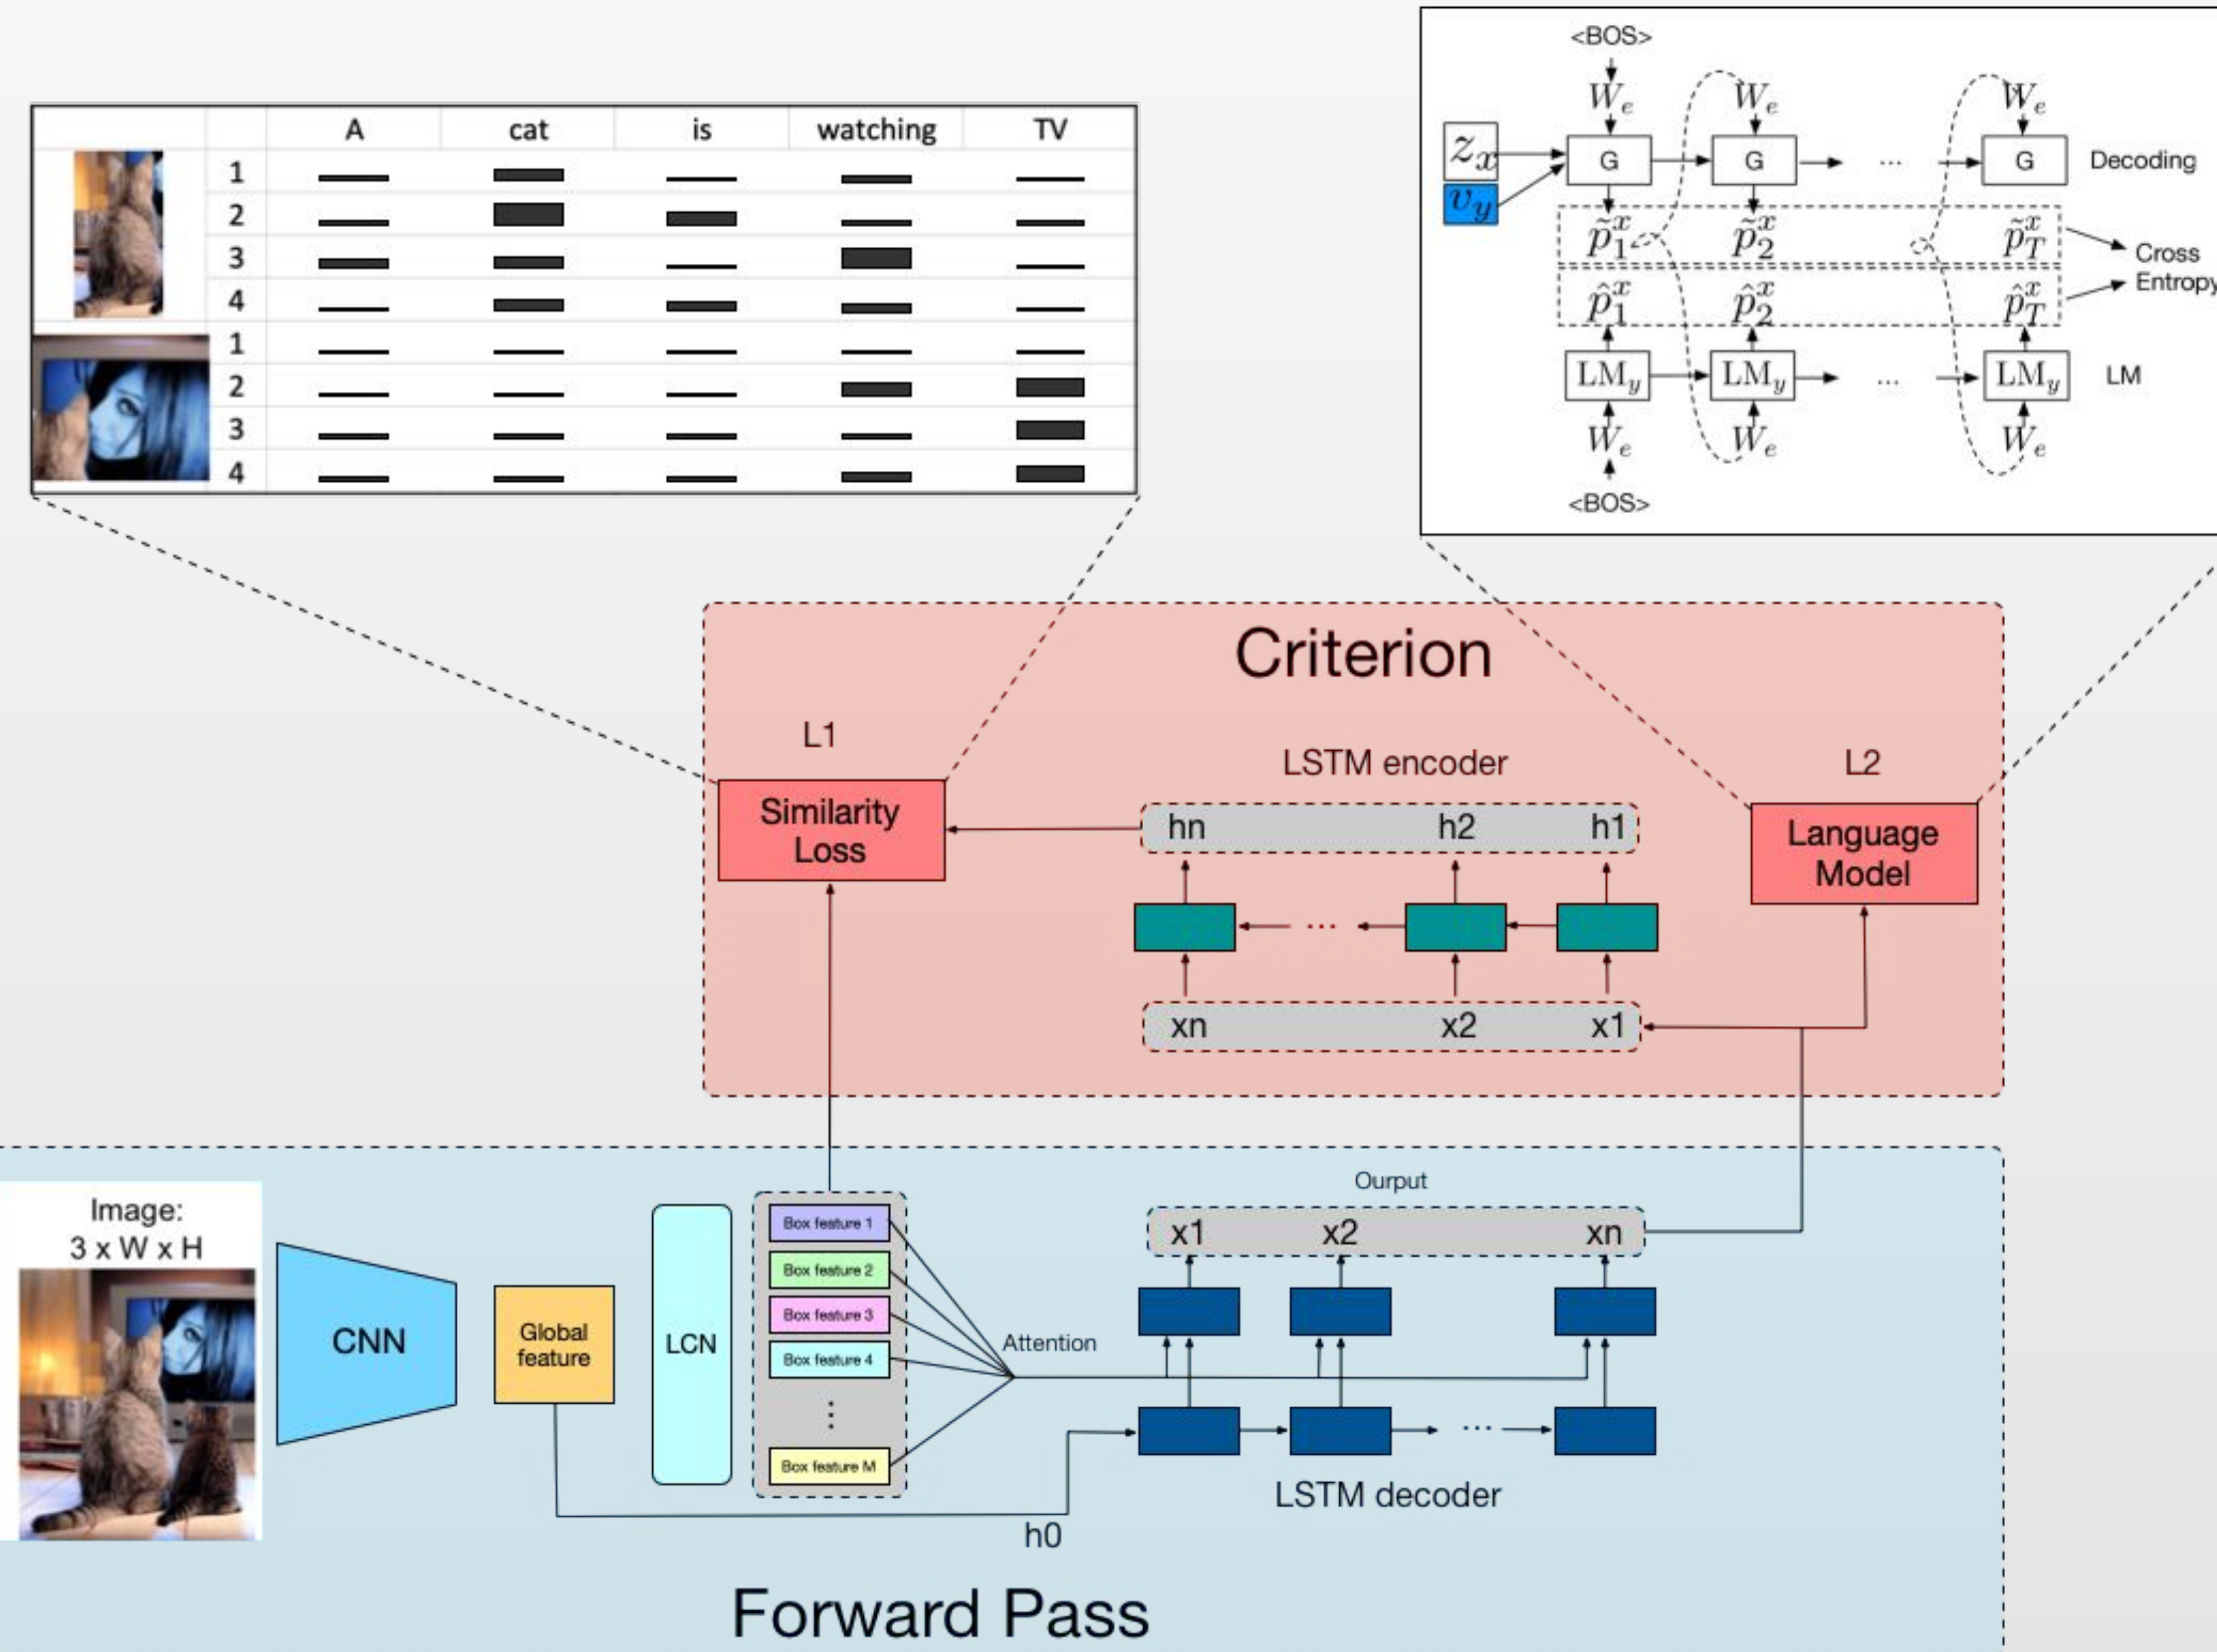 A cat is watching TV
1
2
3
4
1
2
3
4
<BOS>
W_e W_e W_e
z_x
v_y
G G ... G Decoding
p̃_1^x p̃_2^x p̃_T^x
Cross
Entropy
p̂_1^x p̂_2^x p̂_T^x
LM_y LM_y ... LM_y LM
W_e W_e W_e
<BOS>
Criterion
L1
Similarity
Loss
LSTM encoder
hn h2 h1
...
xn x2 x1
L2
Language
Model
Image:
3 x W x H
CNN
Global
feature
LCN
Box feature 1
Box feature 2
Box feature 3
Box feature 4
⋮
Box feature M
Attention
h0
Ourput
x1 x2 xn
...
LSTM decoder
Forward Pass